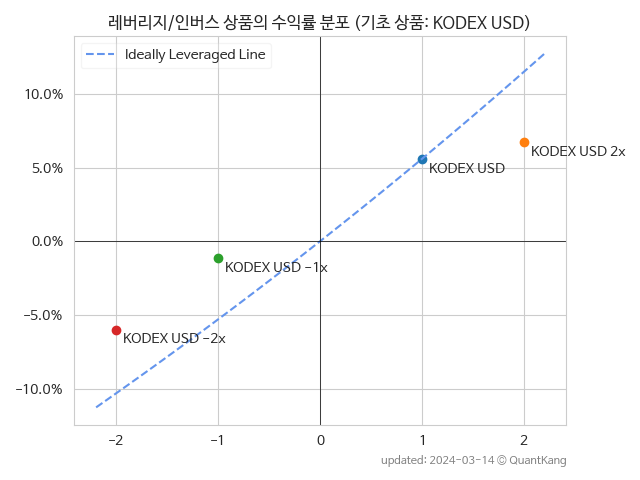 레버리지/인버스 상품의 수익률 분포 (기초 상품: KODEX USD)
Ideally Leveraged Line
10.0%
5.0%
0.0%
−5.0%
−10.0%
KODEX USD 2x
KODEX USD
KODEX USD −1x
KODEX USD −2x
−2
−1
0
1
2
updated: 2024-03-14 © QuantKang